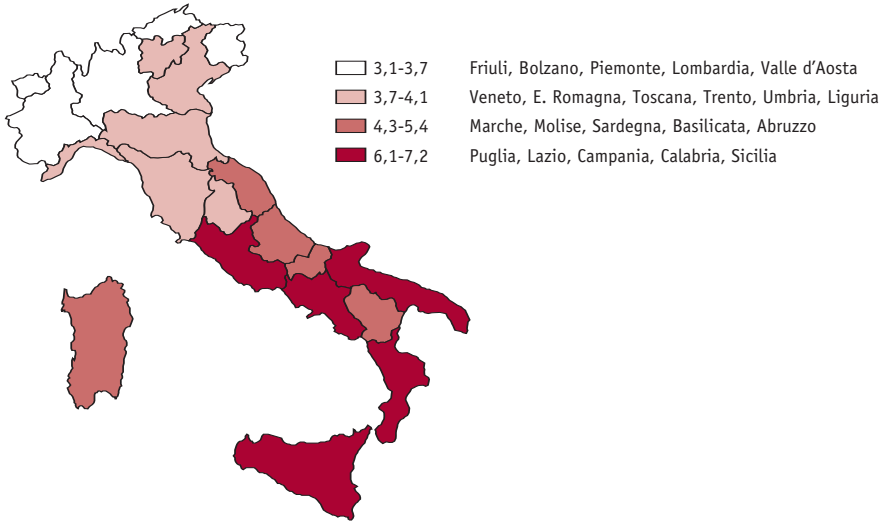 3,1-3,7 Friuli, Bolzano, Piemonte, Lombardia, Valle d'Aosta
3,7-4,1 Veneto, E. Romagna, Toscana, Trento, Umbria, Liguria
4,3-5,4 Marche, Molise, Sardegna, Basilicata, Abruzzo
6,1-7,2 Puglia, Lazio, Campania, Calabria, Sicilia